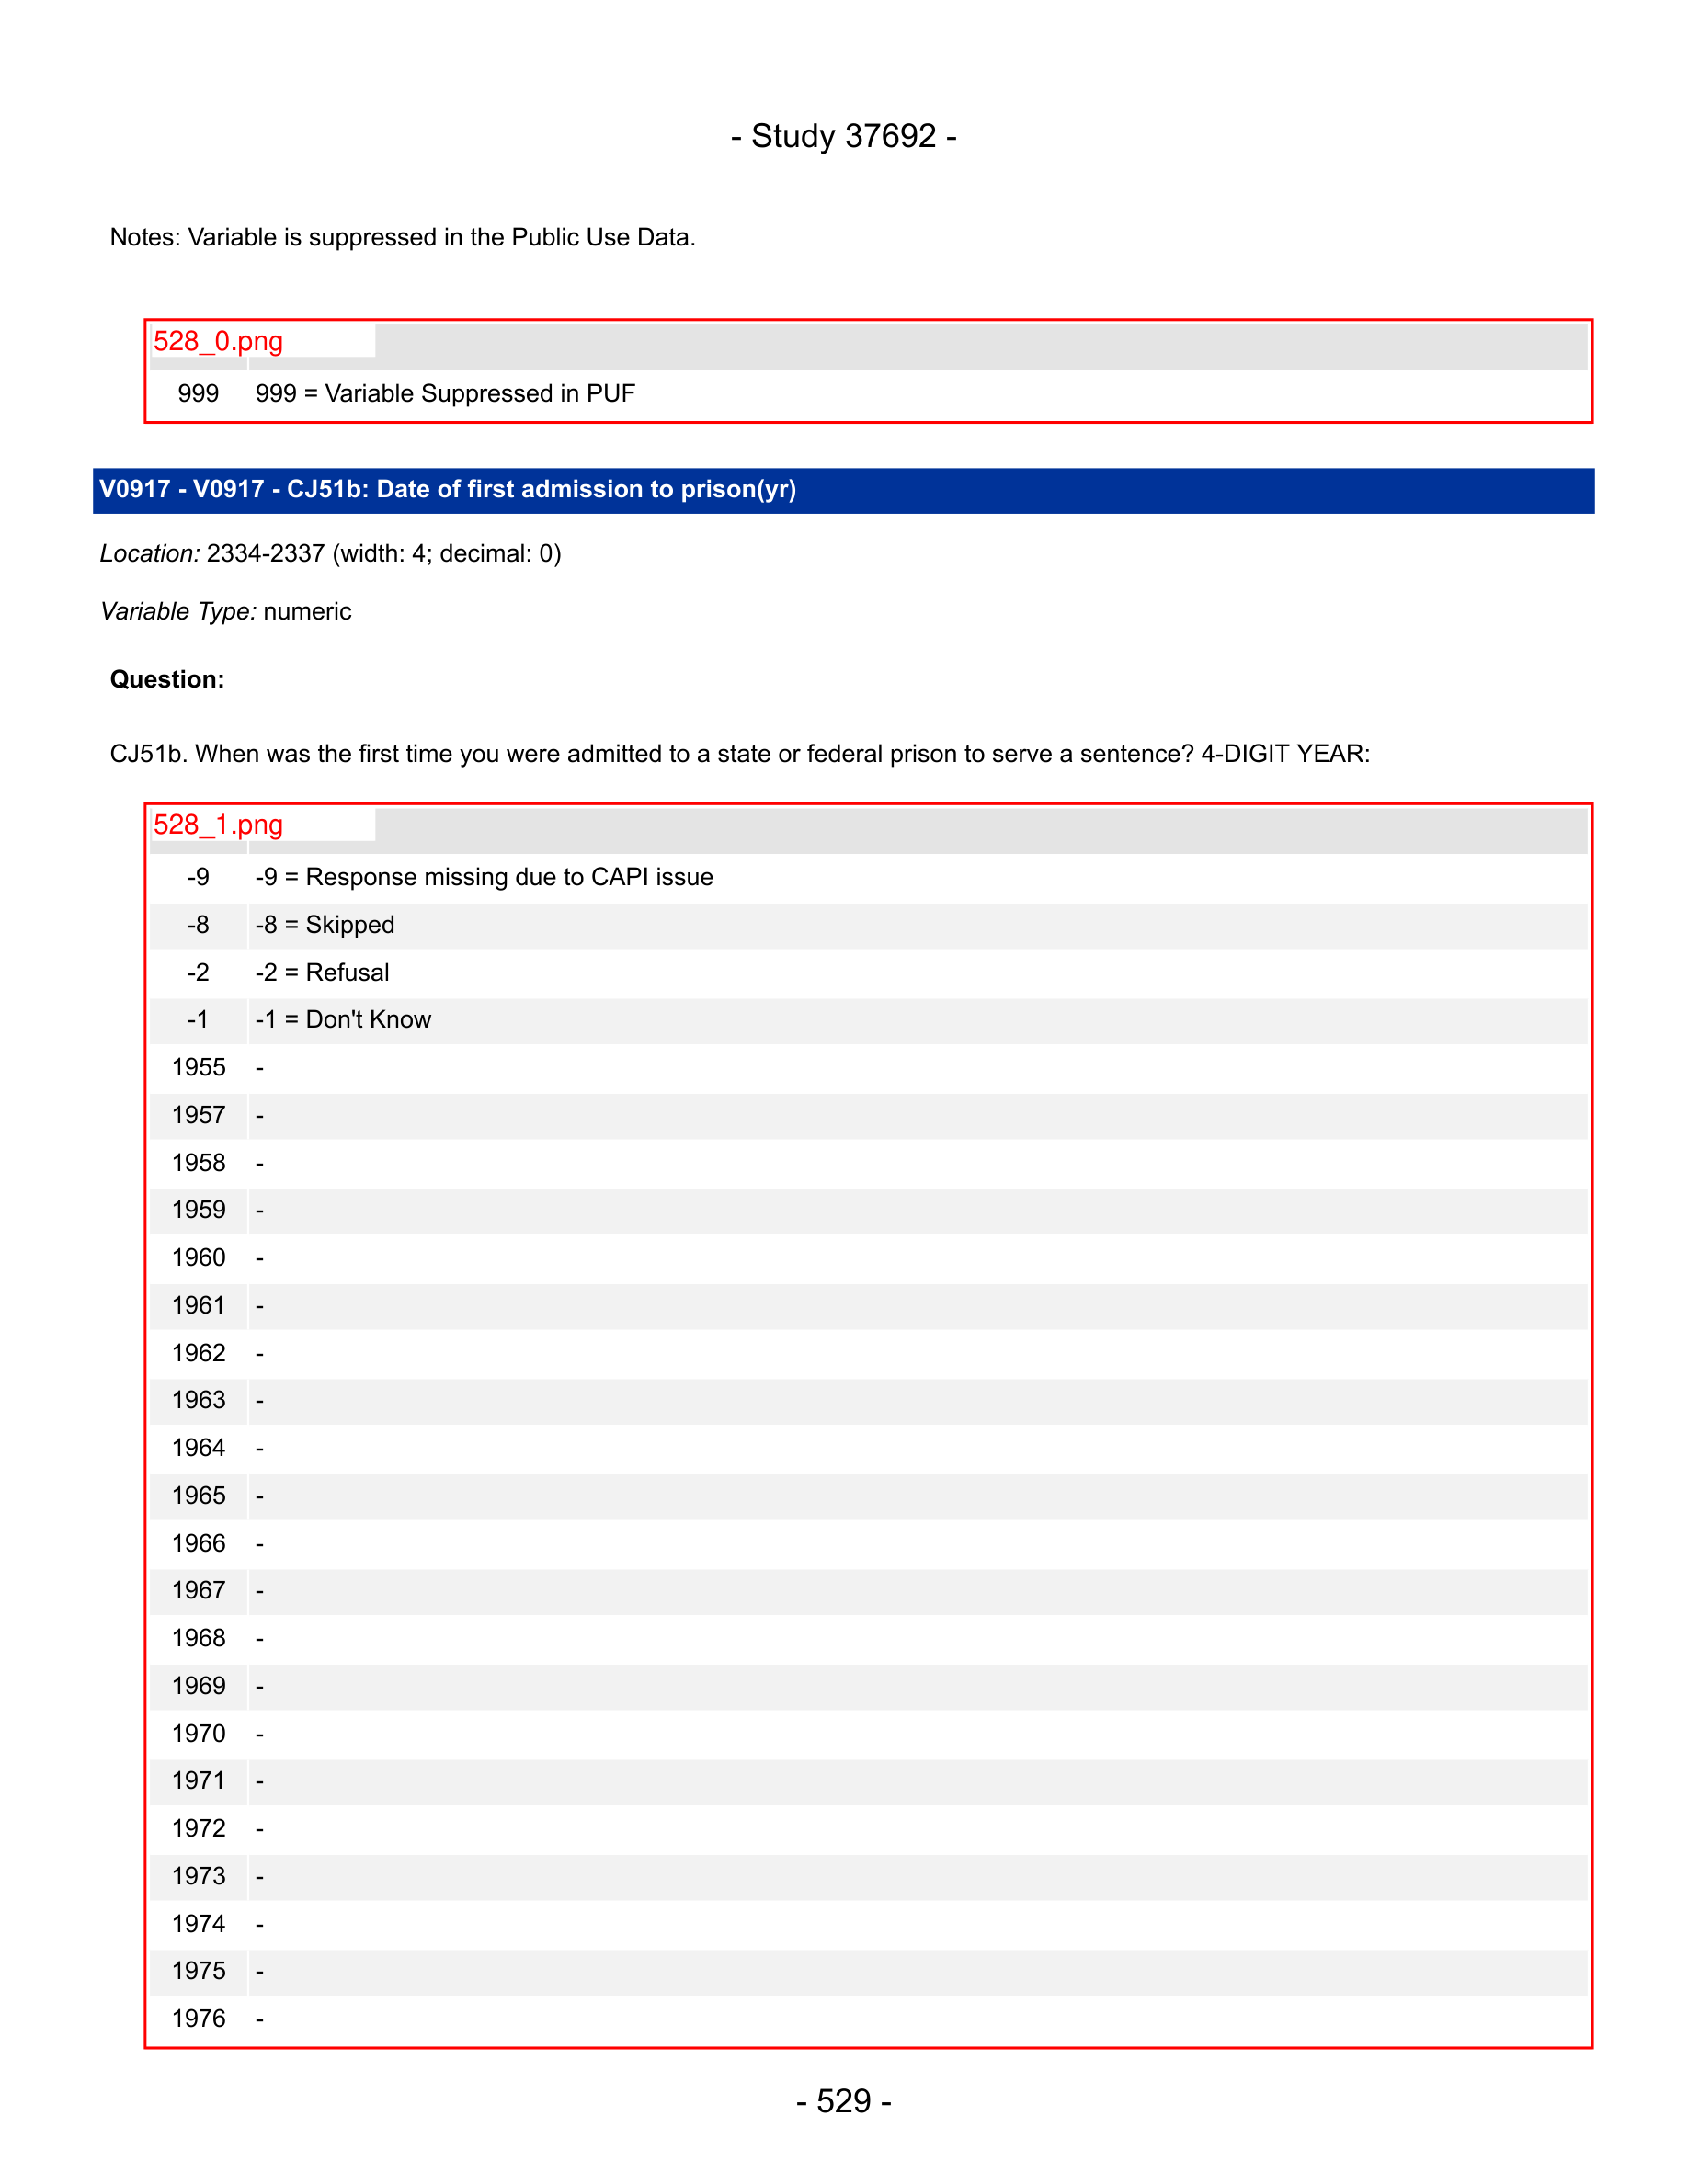 - Study 37692 -
Notes: Variable is suppressed in the Public Use Data.
528_0.png
999 999 = Variable Suppressed in PUF
V0917 - V0917 - CJ51b: Date of first admission to prison(yr)
Location: 2334-2337 (width: 4; decimal: 0)
Variable Type: numeric
Question:
CJ51b. When was the first time you were admitted to a state or federal prison to serve a sentence? 4-DIGIT YEAR:
528_1.png
-9 -9 = Response missing due to CAPI issue
-8 -8 = Skipped
-2 -2 = Refusal
-1 -1 = Don't Know
1955 -
1957 -
1958 -
1959 -
1960 -
1961 -
1962 -
1963 -
1964 -
1965 -
1966 -
1967 -
1968 -
1969 -
1970 -
1971 -
1972 -
1973 -
1974 -
1975 -
1976 -
- 529 -